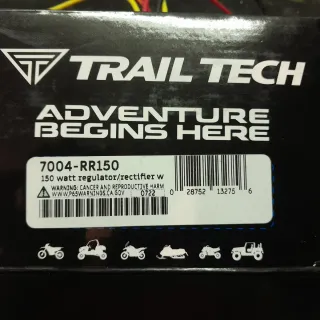 TRAIL TECH
ADVENTURE
BEGINS HERE
7004-RR150
150 watt regulator/rectifier w
WARNING: CANCER AND REPRODUCTIVE HARM
WWW.P65WARNINGS.CA.GOV 0722
0 28752 13275 6